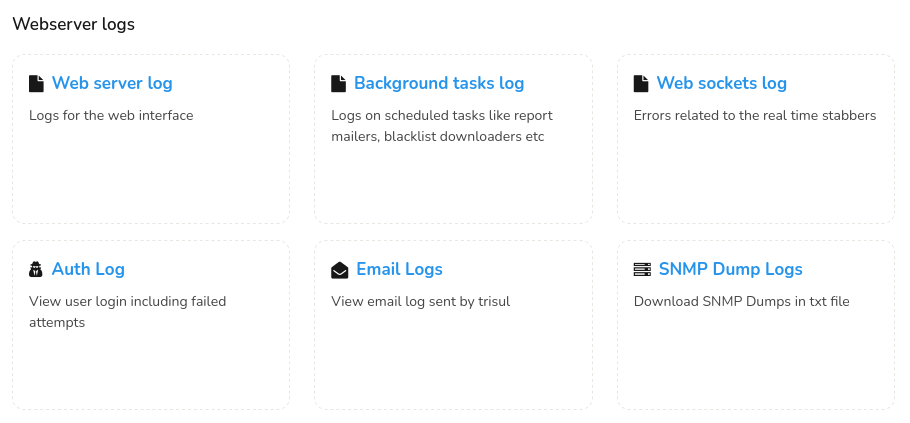 Webserver logs
Web server log
Logs for the web interface
Background tasks log
Logs on scheduled tasks like report
mailers, blacklist downloaders etc
Web sockets log
Errors related to the real time stabbers
Auth Log
View user login including failed
attempts
Email Logs
View email log sent by trisul
SNMP Dump Logs
Download SNMP Dumps in txt file